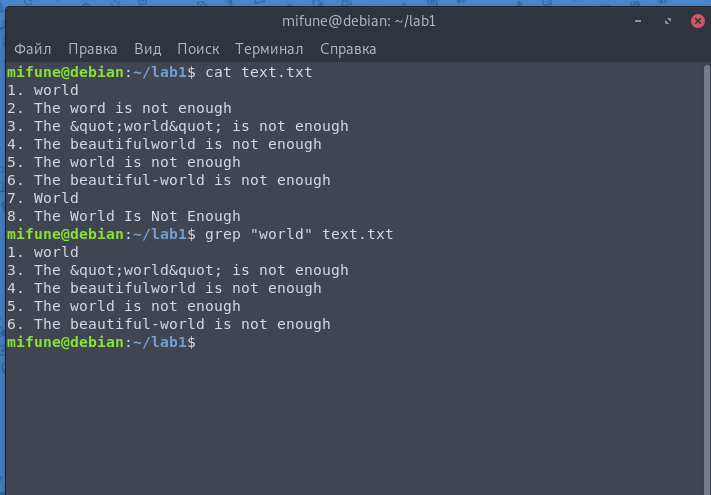 mifune@debian: ~/lab1
Файл Правка Вид Поиск Терминал Справка
mifune@debian:~/lab1$ cat text.txt
1. world
2. The word is not enough
3. The &quot;world&quot; is not enough
4. The beautifulworld is not enough
5. The world is not enough
6. The beautiful-world is not enough
7. World
8. The World Is Not Enough
mifune@debian:~/lab1$ grep "world" text.txt
1. world
3. The &quot;world&quot; is not enough
4. The beautifulworld is not enough
5. The world is not enough
6. The beautiful-world is not enough
mifune@debian:~/lab1$